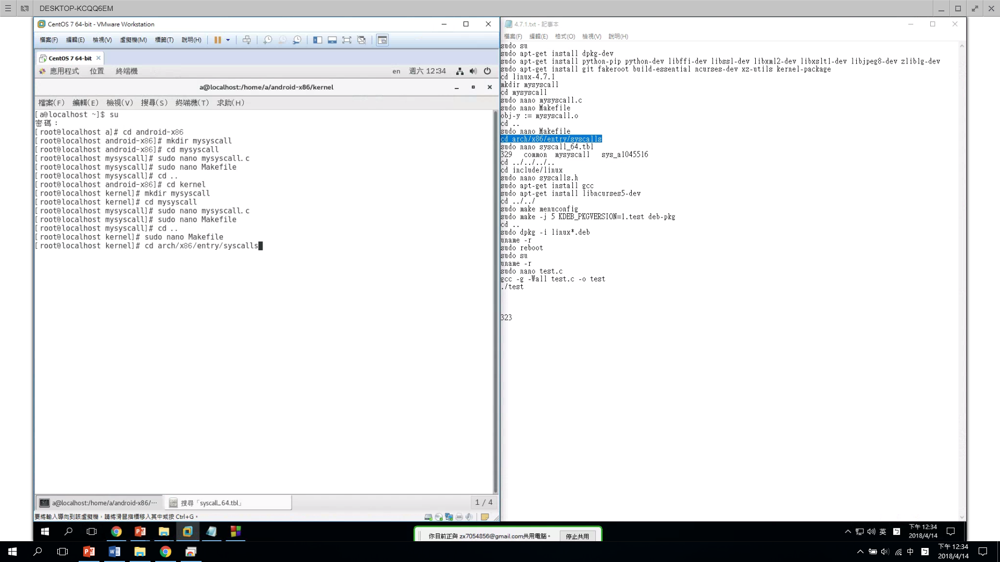 DESKTOP-KCQQ6EM
CentOS 7 64-bit - VMware Workstation
檔案(F) 編輯(E) 檢視(V) 虛擬機(M) 標籤(T) 說明(H)
CentOS 7 64-bit
應用程式 位置 終端機 en 週六 12:34
a@localhost:/home/a/android-x86/kernel
檔案(F) 編輯(E) 檢視(V) 搜尋(S) 終端機(T) 求助(H)
[a@localhost ~]$ su
密碼：
[root@localhost a]# cd android-x86
[root@localhost android-x86]# mkdir mysyscall
[root@localhost android-x86]# cd mysyscall
[root@localhost mysyscall]# sudo nano mysyscall.c
[root@localhost mysyscall]# sudo nano Makefile
[root@localhost mysyscall]# cd ..
[root@localhost android-x86]# cd kernel
[root@localhost kernel]# mkdir mysyscall
[root@localhost kernel]# cd mysyscall
[root@localhost mysyscall]# sudo nano mysyscall.c
[root@localhost mysyscall]# sudo nano Makefile
[root@localhost mysyscall]# cd ..
[root@localhost kernel]# sudo nano Makefile
[root@localhost kernel]# cd arch/x86/entry/syscalls
a@localhost:/home/a/android-x86/… 搜尋「syscall_64.tbl」 1 / 4
要將輸入導向到該虛擬機，請將滑鼠指標移入其中或按 Ctrl+G。
4.7.1.txt - 記事本
檔案(F) 編輯(E) 格式(O) 檢視(V) 說明(H)
sudo su
sudo apt-get install dpkg-dev
sudo apt-get install python-pip python-dev libffi-dev libssl-dev libxml2-dev libxslt1-dev libjpeg8-dev zlib1g-dev
sudo apt-get install git fakeroot build-essential ncurses-dev xz-utils kernel-package
cd linux-4.7.1
mkdir mysyscall
cd mysyscall
sudo nano mysyscall.c
sudo nano Makefile
obj-y := mysyscall.o
cd ..
sudo nano Makefile
cd arch/x86/entry/syscalls
sudo nano syscall_64.tbl
329 common mysyscall sys_a1045516
cd ../../../..
cd include/linux
sudo nano syscalls.h
sudo apt-get install gcc
sudo apt-get install libncurses5-dev
cd ../../
sudo make menuconfig
sudo make -j 5 KDEB_PKGVERSION=1.test deb-pkg
cd ..
sudo dpkg -i linux*.deb
uname -r
sudo reboot
sudo su
uname -r
sudo nano test.c
gcc -g -Wall test.c -o test
./test
323
你目前正與 zx7054856@gmail.com共用電腦。 停止共用
英 下午 12:34
2018/4/14
中 下午 12:34
2018/4/14